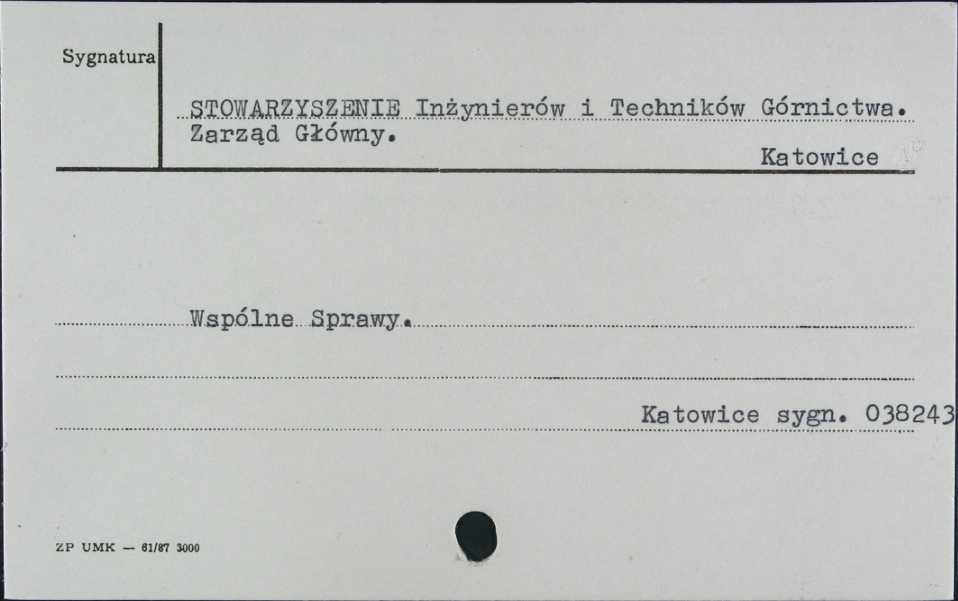 Sygnatura
STOWARZYSZENIE Inżynierów i Techników Górnictwa.
Zarząd Główny.
Katowice
Wspólne Sprawy.
Katowice sygn. 038243
ZP UMK — 61/87 3000